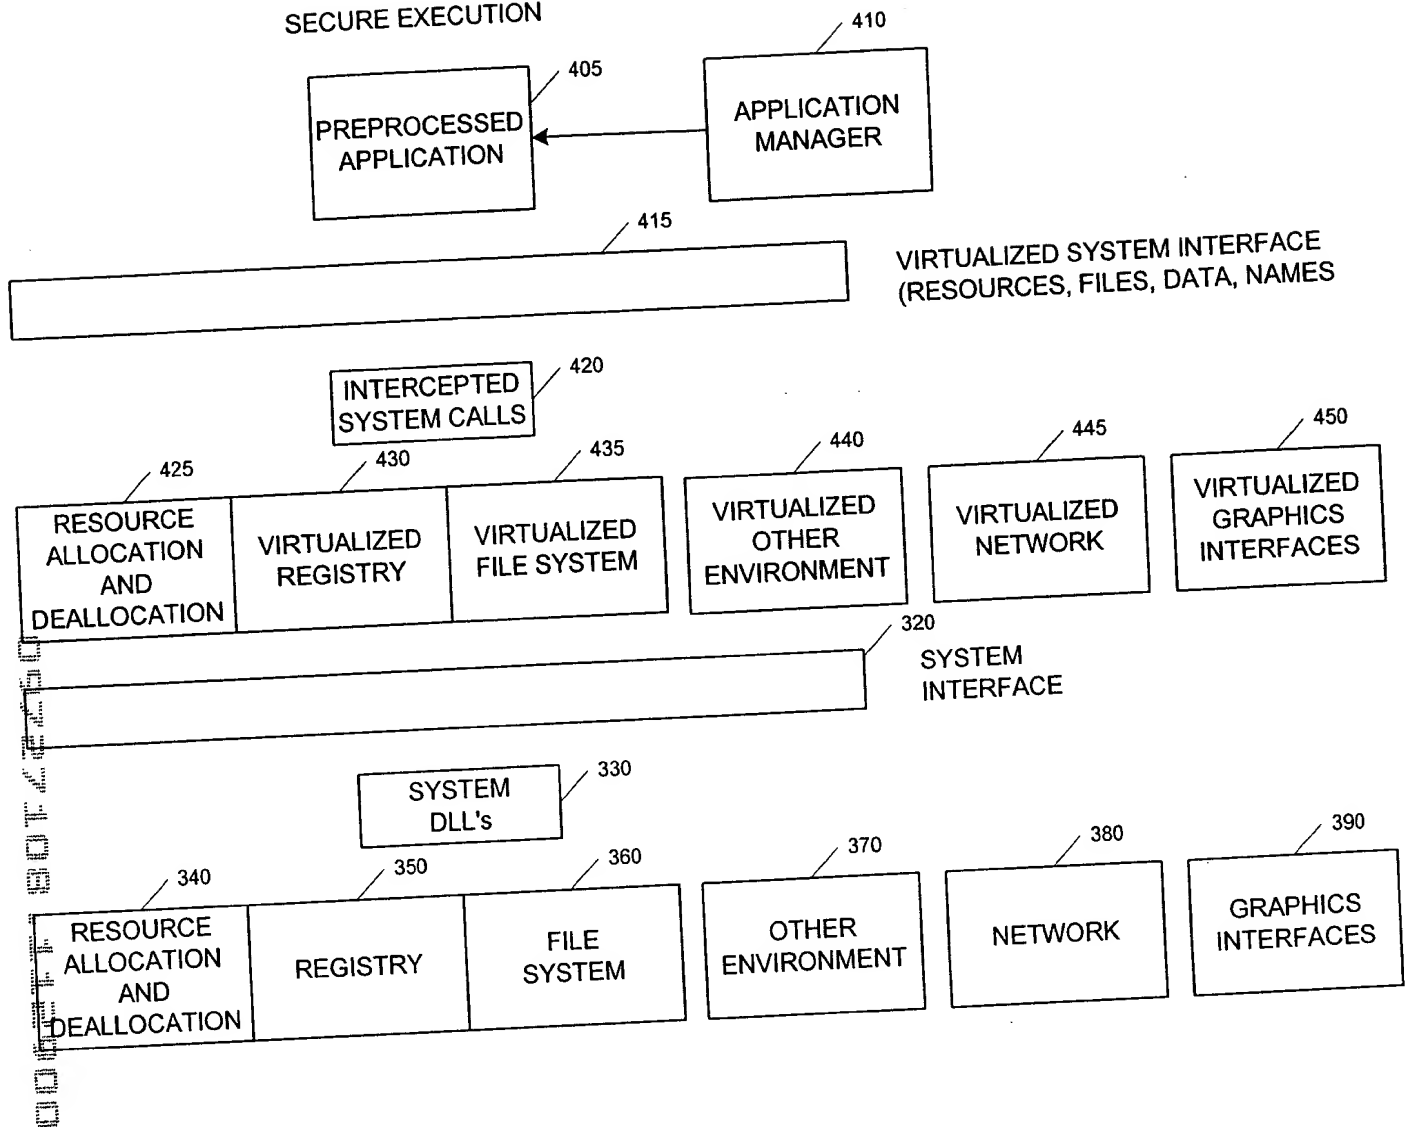 SECURE EXECUTION
410
405
PREPROCESSED
APPLICATION
APPLICATION
MANAGER
415
VIRTUALIZED SYSTEM INTERFACE
(RESOURCES, FILES, DATA, NAMES
INTERCEPTED
SYSTEM CALLS
420
425
430
435
440
445
450
RESOURCE
ALLOCATION
AND
DEALLOCATION
VIRTUALIZED
REGISTRY
VIRTUALIZED
FILE SYSTEM
VIRTUALIZED
OTHER
ENVIRONMENT
VIRTUALIZED
NETWORK
VIRTUALIZED
GRAPHICS
INTERFACES
320
SYSTEM
INTERFACE
SYSTEM
DLL's
330
340
350
360
370
380
390
RESOURCE
ALLOCATION
AND
DEALLOCATION
REGISTRY
FILE
SYSTEM
OTHER
ENVIRONMENT
NETWORK
GRAPHICS
INTERFACES